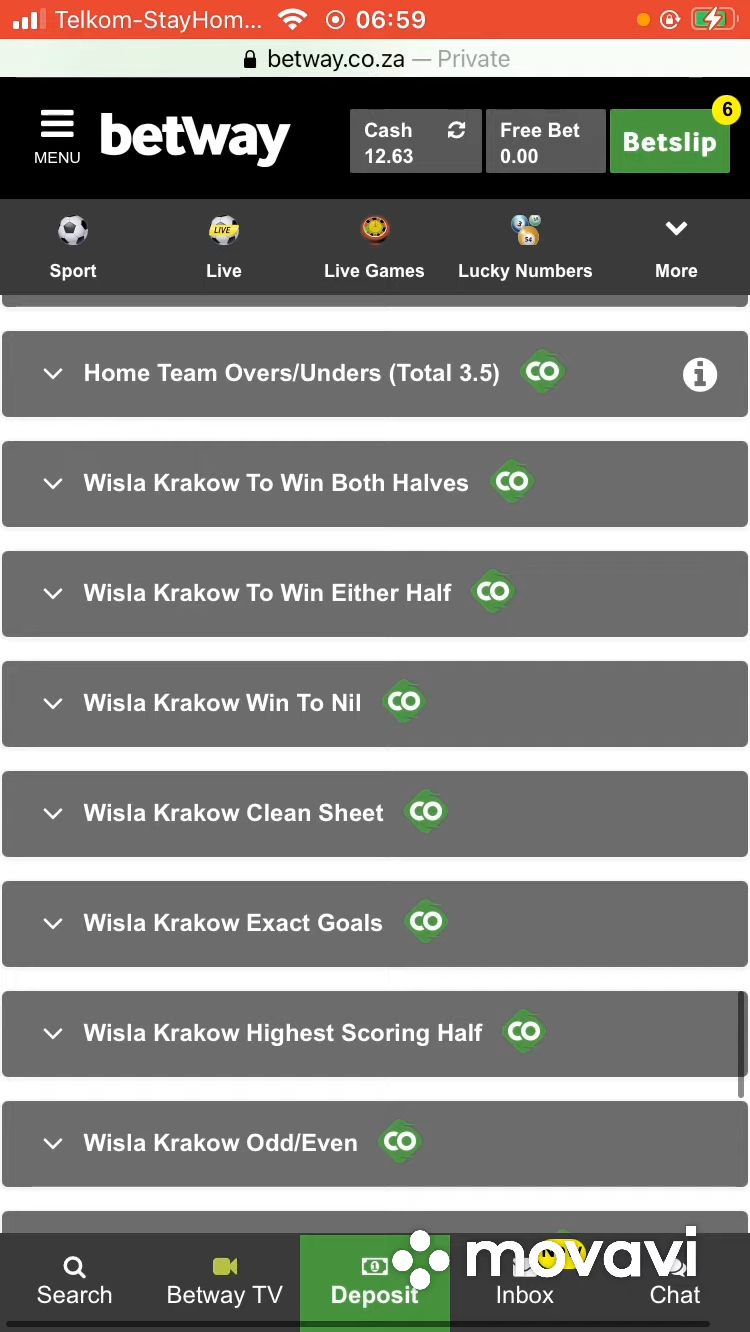 Telkom-StayHom... 06:59
betway.co.za — Private
MENU
betway
Cash
12.63
Free Bet
0.00
Betslip
6
Sport
LIVE
Live
Live Games
Lucky Numbers
More
Home Team Overs/Unders (Total 3.5) CO
Wisla Krakow To Win Both Halves CO
Wisla Krakow To Win Either Half CO
Wisla Krakow Win To Nil CO
Wisla Krakow Clean Sheet CO
Wisla Krakow Exact Goals CO
Wisla Krakow Highest Scoring Half CO
Wisla Krakow Odd/Even CO
movavi
Search
Betway TV
Deposit
Inbox
Chat